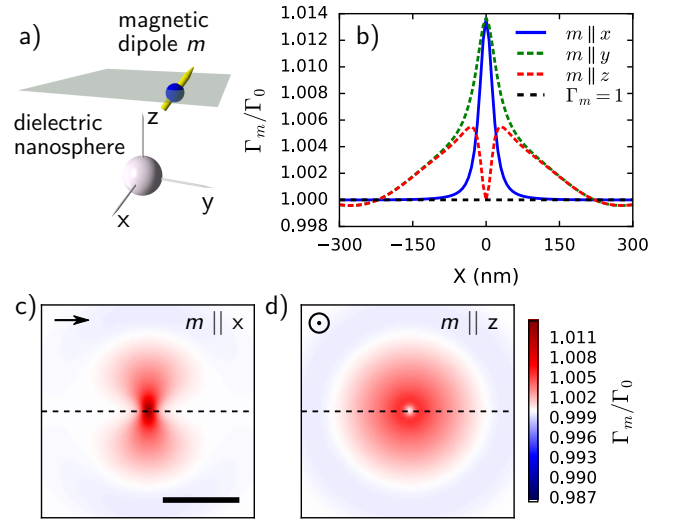 a)
magnetic
dipole m
dielectric
nanosphere
z
y
x
b)
Γm/Γ0
1.014
1.012
1.010
1.008
1.006
1.004
1.002
1.000
0.998
m ∥ x
m ∥ y
m ∥ z
Γm = 1
−300 −150 0 150 300
X (nm)
c)
m || x
d)
m || z
1.011
1.008
1.005
1.002
0.999
0.996
0.993
0.990
0.987
Γm/Γ0